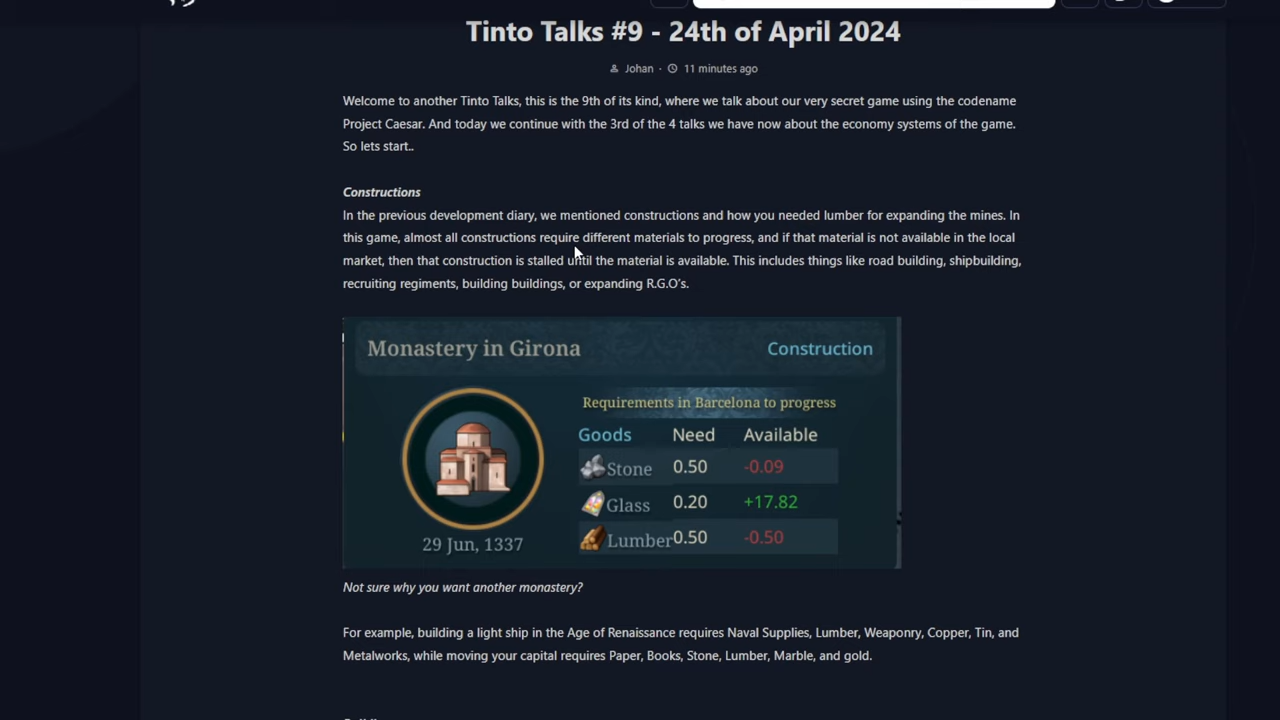 Tinto Talks #9 - 24th of April 2024
Johan · 11 minutes ago
Welcome to another Tinto Talks, this is the 9th of its kind, where we talk about our very secret game using the codename
Project Caesar. And today we continue with the 3rd of the 4 talks we have now about the economy systems of the game.
So lets start..
Constructions
In the previous development diary, we mentioned constructions and how you needed lumber for expanding the mines. In
this game, almost all constructions require different materials to progress, and if that material is not available in the local
market, then that construction is stalled until the material is available. This includes things like road building, shipbuilding,
recruiting regiments, building buildings, or expanding R.G.O's.
Monastery in Girona Construction
Requirements in Barcelona to progress
Goods Need Available
Stone 0.50 -0.09
Glass 0.20 +17.82
Lumber 0.50 -0.50
29 Jun, 1337
Not sure why you want another monastery?
For example, building a light ship in the Age of Renaissance requires Naval Supplies, Lumber, Weaponry, Copper, Tin, and
Metalworks, while moving your capital requires Paper, Books, Stone, Lumber, Marble, and gold.